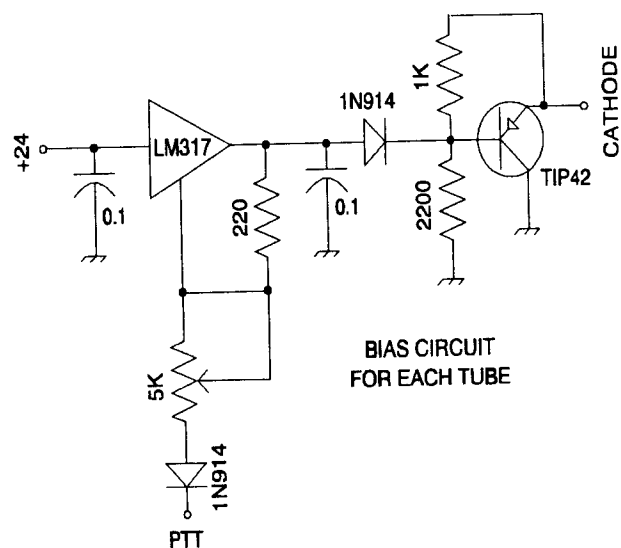 +24
0.1
LM317
220
0.1
1N914
1K
2200
TIP42
CATHODE
5K
1N914
PTT
BIAS CIRCUIT
FOR EACH TUBE